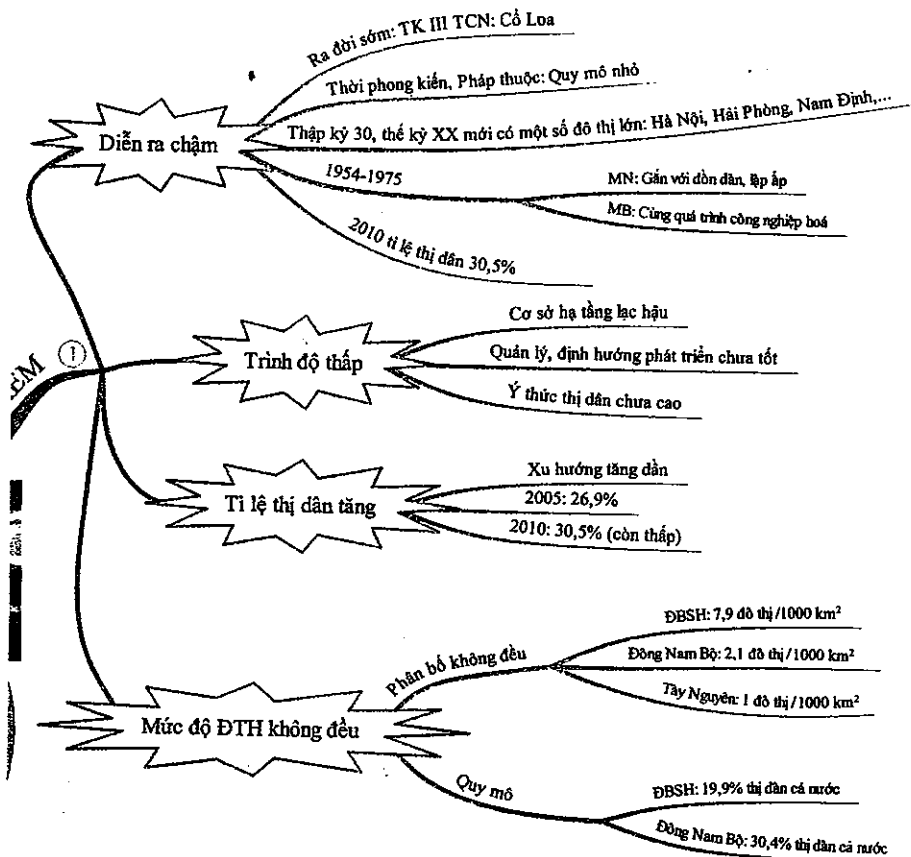 Ra đời sớm: TK III TCN: Cổ Loa
Thời phong kiến, Pháp thuộc: Quy mô nhỏ
Diễn ra chậm
Thập kỷ 30, thế kỷ XX mới có một số đô thị lớn: Hà Nội, Hải Phòng, Nam Định,...
1954-1975
MN: Gắn với dồn dân, lập ấp
MB: Cùng quá trình công nghiệp hoá
2010 tỉ lệ thị dân 30,5%
Cơ sở hạ tầng lạc hậu
ĐIỂM
1
Trình độ thấp
Quản lý, định hướng phát triển chưa tốt
Ý thức thị dân chưa cao
Xu hướng tăng dần
Tỉ lệ thị dân tăng
2005: 26,9%
2010: 30,5% (còn thấp)
ĐBSH: 7,9 đô thị/1000 km²
Phân bố không đều
Đông Nam Bộ: 2,1 đô thị/1000 km²
Tây Nguyên: 1 đô thị/1000 km²
Mức độ ĐTH không đều
Quy mô
ĐBSH: 19,9% thị dân cả nước
Đông Nam Bộ: 30,4% thị dân cả nước